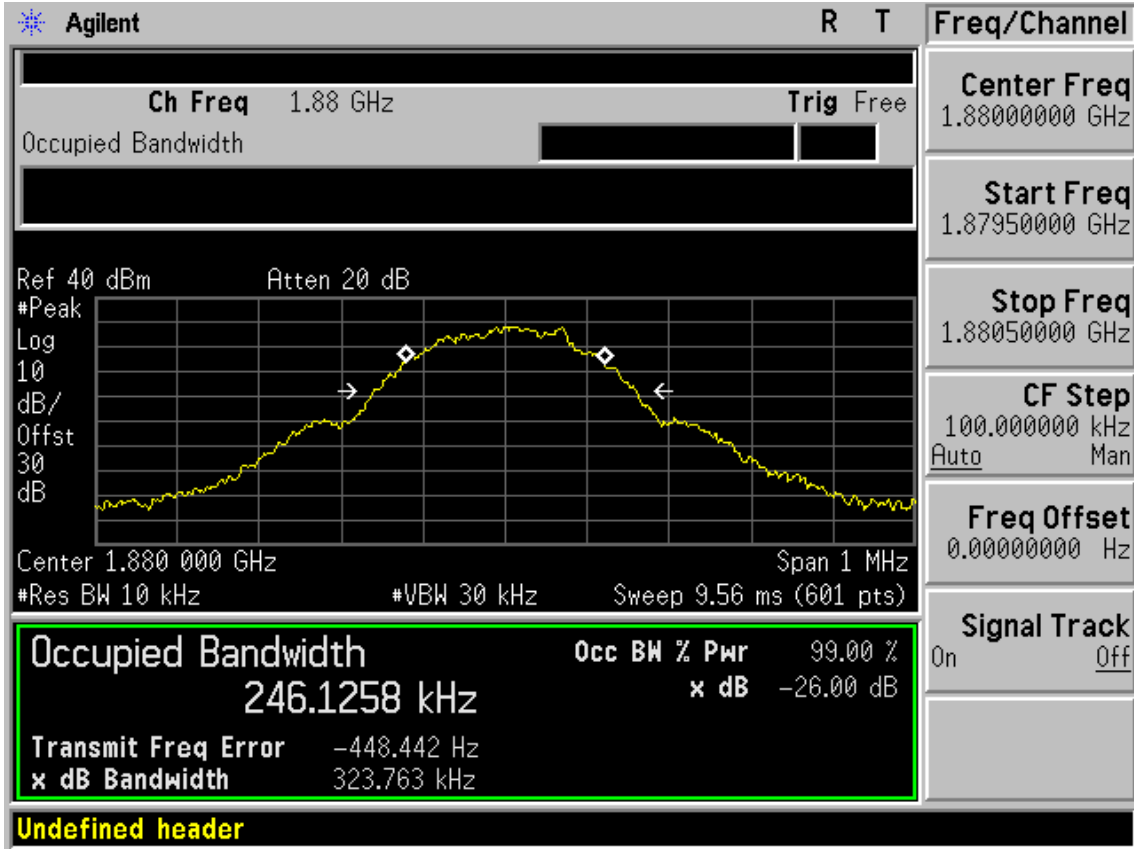 Agilent R T
Ch Freq 1.88 GHz Trig Free
Occupied Bandwidth
Ref 40 dBm Atten 20 dB
#Peak
Log
10
dB/
Offst
30
dB
Center 1.880 000 GHz Span 1 MHz
#Res BW 10 kHz #VBW 30 kHz Sweep 9.56 ms (601 pts)
Occupied Bandwidth
246.1258 kHz
Occ BW % Pwr 99.00 %
x dB -26.00 dB
Transmit Freq Error -448.442 Hz
x dB Bandwidth 323.763 kHz
Undefined header
Freq/Channel
Center Freq
1.88000000 GHz
Start Freq
1.87950000 GHz
Stop Freq
1.88050000 GHz
CF Step
100.000000 kHz
Auto Man
Freq Offset
0.00000000 Hz
Signal Track
On Off